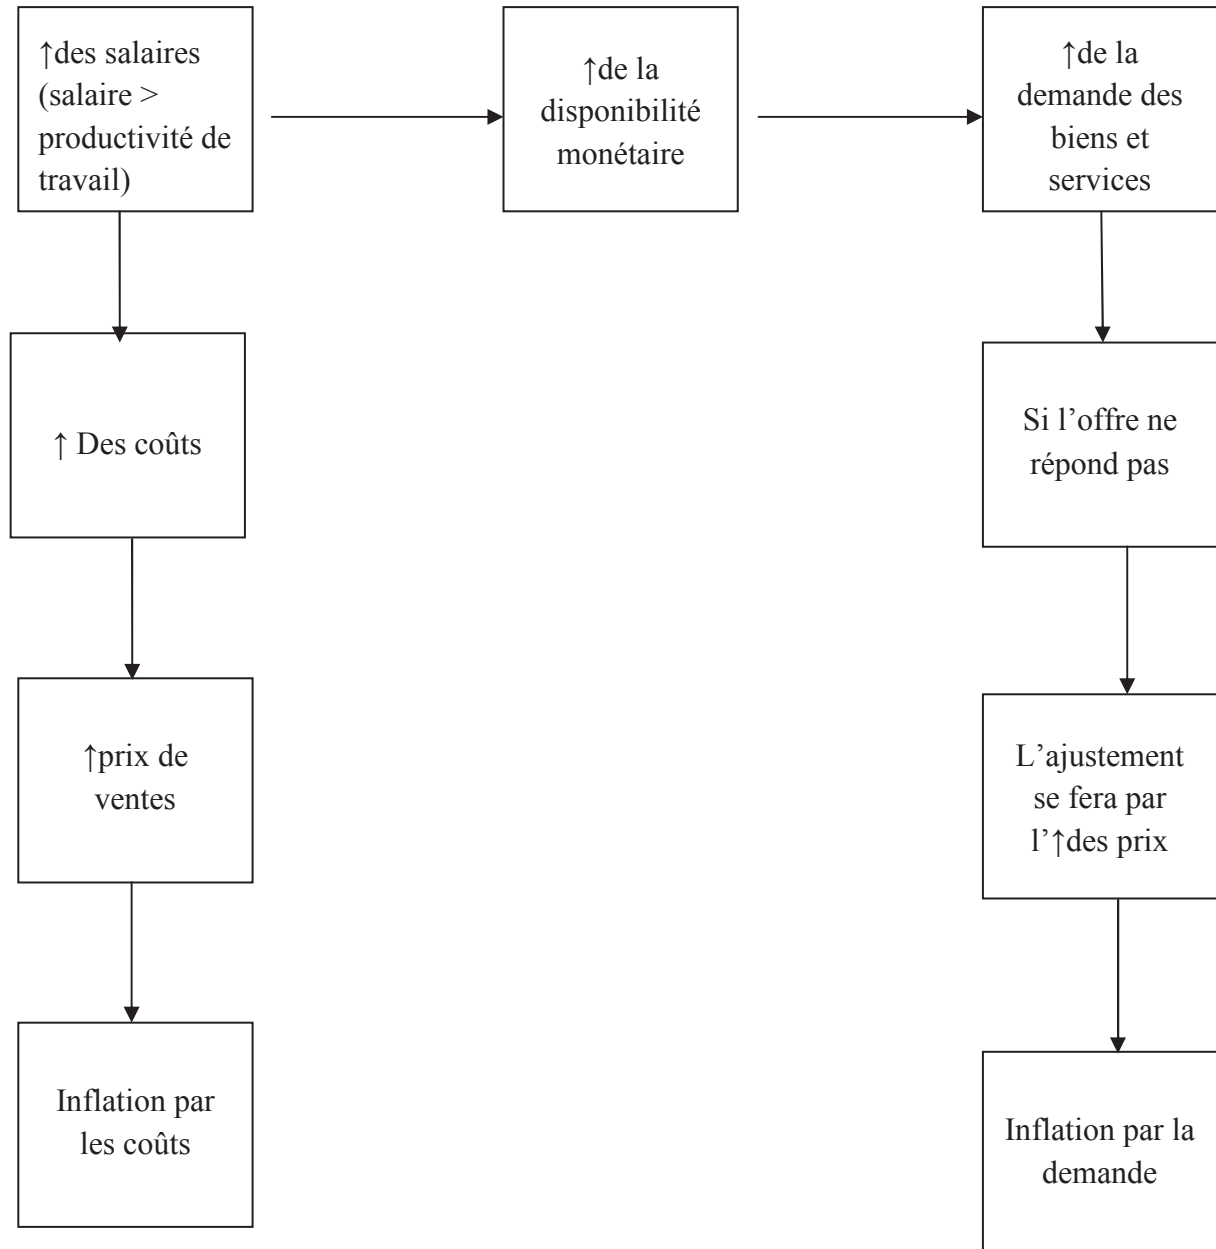 ↑des salaires
(salaire >
productivité de
travail)
↑de la
disponibilité
monétaire
↑de la
demande des
biens et
services
↑ Des coûts
Si l’offre ne
répond pas
↑prix de
ventes
L’ajustement
se fera par
l’↑des prix
Inflation par
les coûts
Inflation par la
demande